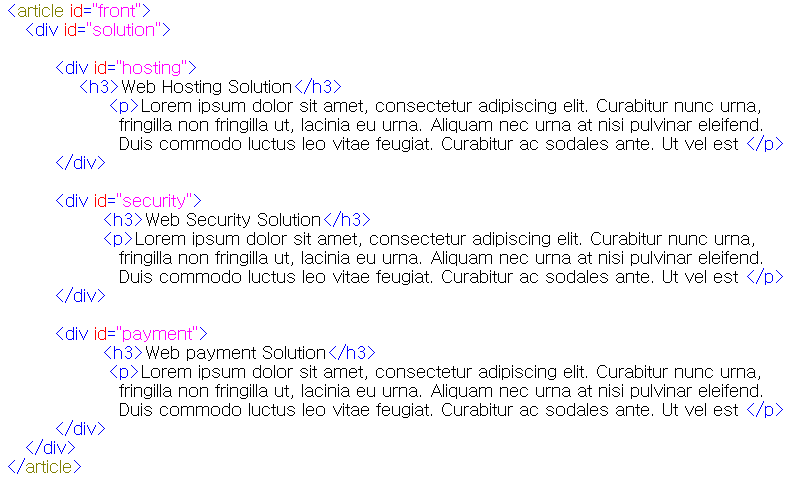 <article id="front">
<div id="solution">
<div id="hosting">
<h3>Web Hosting Solution</h3>
<p>Lorem ipsum dolor sit amet, consectetur adipiscing elit. Curabitur nunc urna,
fringilla non fringilla ut, lacinia eu urna. Aliquam nec urna at nisi pulvinar eleifend.
Duis commodo luctus leo vitae feugiat. Curabitur ac sodales ante. Ut vel est </p>
</div>
<div id="security">
<h3>Web Security Solution</h3>
<p>Lorem ipsum dolor sit amet, consectetur adipiscing elit. Curabitur nunc urna,
fringilla non fringilla ut, lacinia eu urna. Aliquam nec urna at nisi pulvinar eleifend.
Duis commodo luctus leo vitae feugiat. Curabitur ac sodales ante. Ut vel est </p>
</div>
<div id="payment">
<h3>Web payment Solution</h3>
<p>Lorem ipsum dolor sit amet, consectetur adipiscing elit. Curabitur nunc urna,
fringilla non fringilla ut, lacinia eu urna. Aliquam nec urna at nisi pulvinar eleifend.
Duis commodo luctus leo vitae feugiat. Curabitur ac sodales ante. Ut vel est </p>
</div>
</div>
</article>